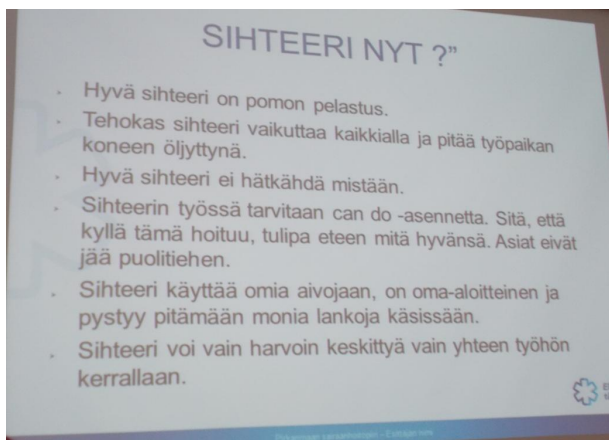 SIHTEERI NYT ?”
Hyvä sihteeri on pomon pelastus.
Tehokas sihteeri vaikuttaa kaikkialla ja pitää työpaikan
koneen öljyttynä.
Hyvä sihteeri ei hätkähdä mistään.
Sihteerin työssä tarvitaan can do -asennetta. Sitä, että
kyllä tämä hoituu, tulipa eteen mitä hyvänsä. Asiat eivät
jää puolitiehen.
Sihteeri käyttää omia aivojaan, on oma-aloitteinen ja
pystyy pitämään monia lankoja käsissään.
Sihteeri voi vain harvoin keskittyä vain yhteen työhön
kerrallaan.